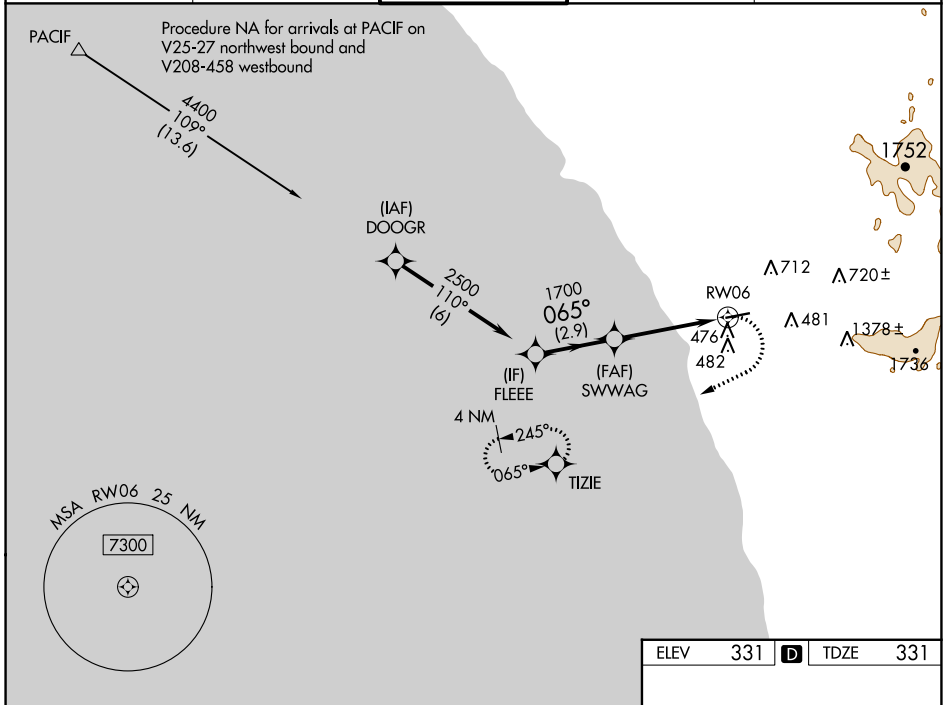 PACIF
Procedure NA for arrivals at PACIF on
V25-27 northwest bound and
V208-458 westbound
4400
109°
(13.6)
1752
(IAF)
DOOGR
2500
110°
(6)
1700
065°
(2.9)
RW06
712
720±
481
1378±
1736
476
482
(IF)
FLEEE
(FAF)
SWWAG
4 NM
245°
065°
TIZIE
MSA RW06 25 NM
7300
ELEV 331 D TDZE 331